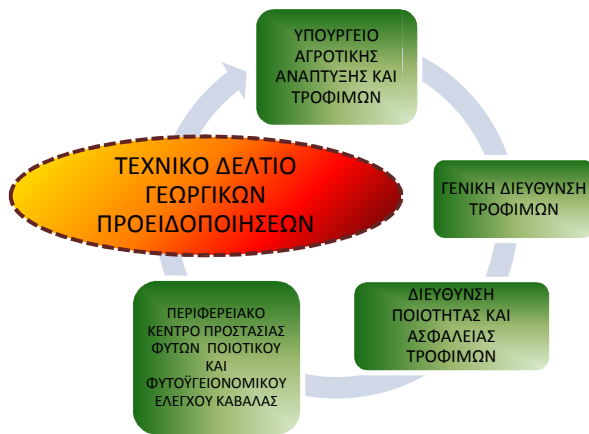 ΥΠΟΥΡΓΕΙΟ
ΑΓΡΟΤΙΚΗΣ
ΑΝΑΠΤΥΞΗΣ ΚΑΙ
ΤΡΟΦΙΜΩΝ
ΤΕΧΝΙΚΟ ΔΕΛΤΙΟ
ΓΕΩΡΓΙΚΩΝ
ΠΡΟΕΙΔΟΠΟΙΗΣΕΩΝ
ΓΕΝΙΚΗ ΔΙΕΥΘΥΝΣΗ
ΤΡΟΦΙΜΩΝ
ΔΙΕΥΘΥΝΣΗ
ΠΟΙΟΤΗΤΑΣ ΚΑΙ
ΑΣΦΑΛΕΙΑΣ
ΤΡΟΦΙΜΩΝ
ΠΕΡΙΦΕΡΕΙΑΚΟ
ΚΕΝΤΡΟ ΠΡΟΣΤΑΣΙΑΣ
ΦΥΤΩΝ ΠΟΙΟΤΙΚΟΥ
ΚΑΙ
ΦΥΤΟΫΓΕΙΟΝΟΜΙΚΟΥ
ΕΛΕΓΧΟΥ ΚΑΒΑΛΑΣ